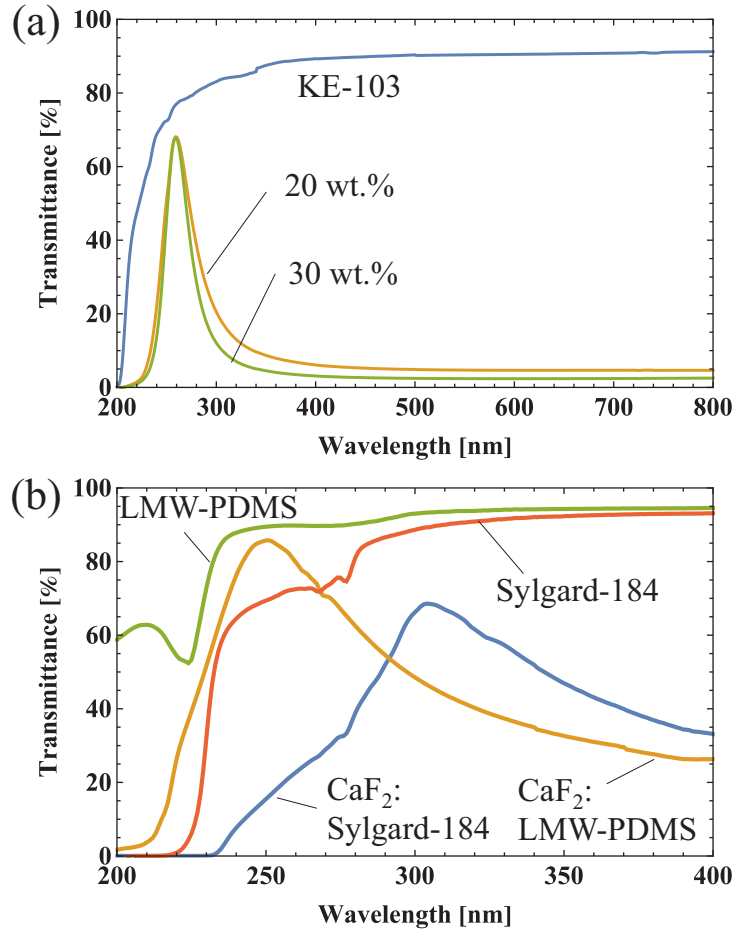 (a)
100
80
60
40
20
0
Transmittance [%]
KE-103
20 wt.%
30 wt.%
200 300 400 500 600 700 800
Wavelength [nm]
(b)
100
80
60
40
20
0
Transmittance [%]
LMW-PDMS
Sylgard-184
CaF₂:
Sylgard-184
CaF₂:
LMW-PDMS
200 250 300 350 400
Wavelength [nm]